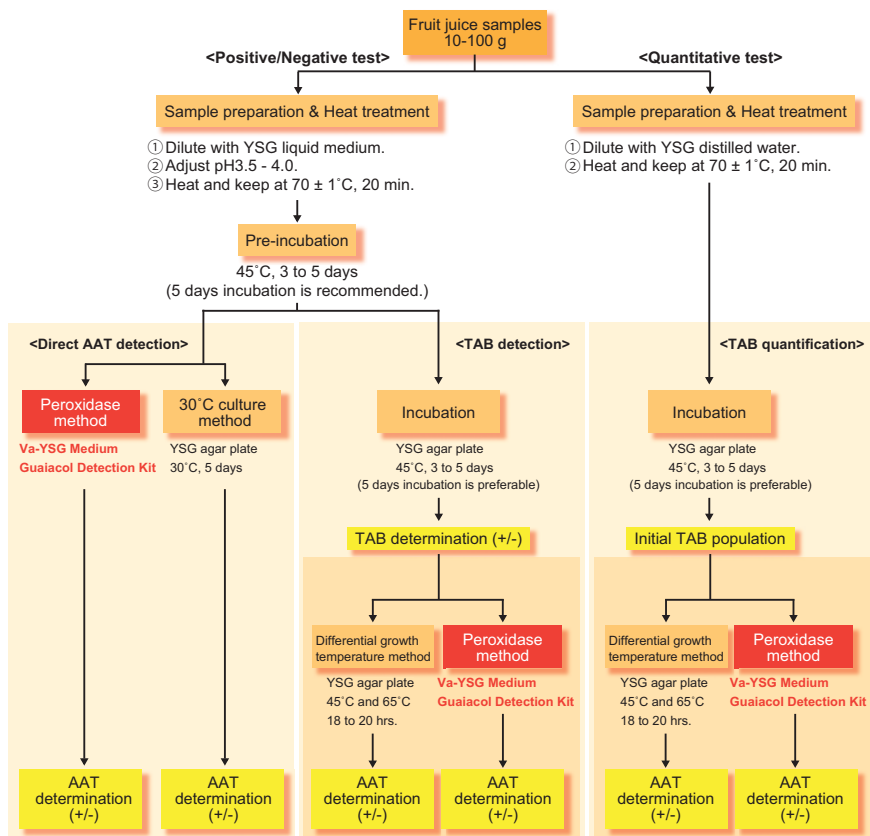 Fruit juice samples
10-100 g
<Positive/Negative test>
<Quantitative test>
Sample preparation & Heat treatment
①Dilute with YSG liquid medium.
②Adjust pH3.5 - 4.0.
③Heat and keep at 70 ± 1˚C, 20 min.
Sample preparation & Heat treatment
①Dilute with YSG distilled water.
②Heat and keep at 70 ± 1˚C, 20 min.
Pre-incubation
45˚C, 3 to 5 days
(5 days incubation is recommended.)
<Direct AAT detection>
Peroxidase
method
Va-YSG Medium
Guaiacol Detection Kit
30˚C culture
method
YSG agar plate
30˚C, 5 days
AAT
determination
(+/-)
AAT
determination
(+/-)
<TAB detection>
Incubation
YSG agar plate
45˚C, 3 to 5 days
(5 days incubation is preferable)
TAB determination (+/-)
Differential growth
temperature method
YSG agar plate
45˚C and 65˚C
18 to 20 hrs.
Peroxidase
method
Va-YSG Medium
Guaiacol Detection Kit
AAT
determination
(+/-)
AAT
determination
(+/-)
<TAB quantification>
Incubation
YSG agar plate
45˚C, 3 to 5 days
(5 days incubation is preferable)
Initial TAB population
Differential growth
temperature method
YSG agar plate
45˚C and 65˚C
18 to 20 hrs.
Peroxidase
method
Va-YSG Medium
Guaiacol Detection Kit
AAT
determination
(+/-)
AAT
determination
(+/-)